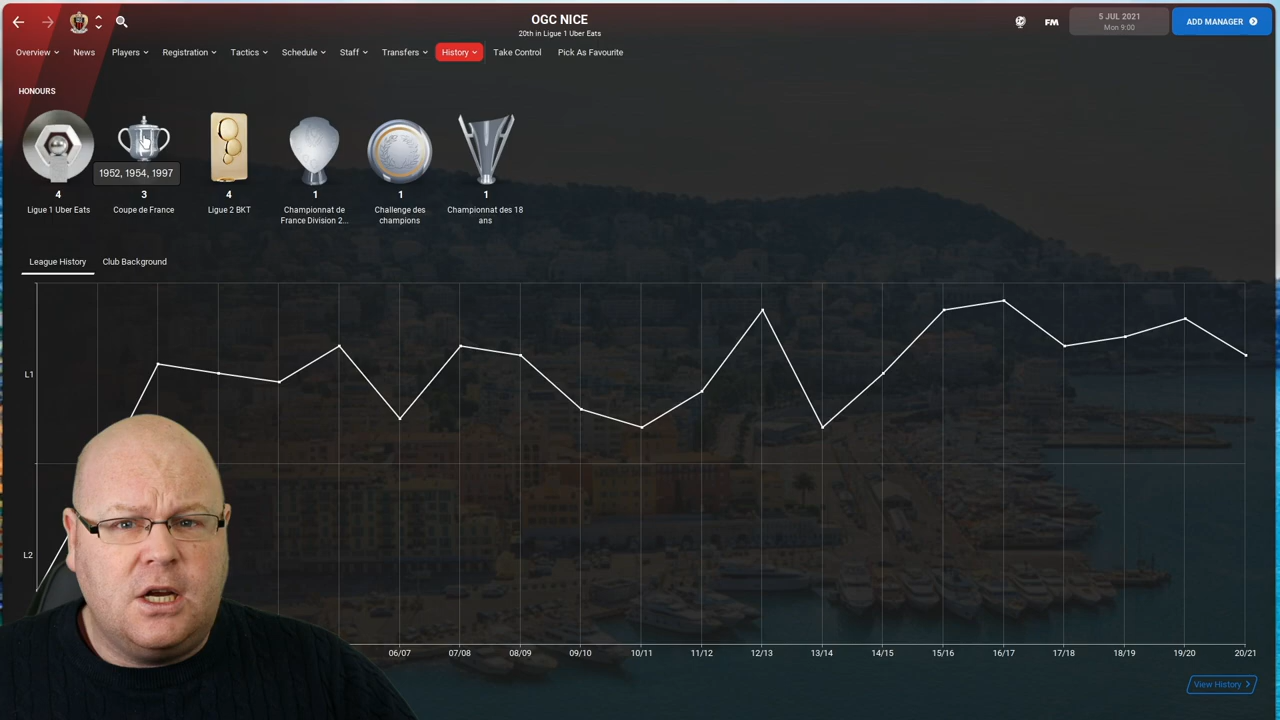 OGC NICE
20th in Ligue 1 Uber Eats
FM
5 JUL 2021
Mon 9:00
ADD MANAGER
Overview
News
Players
Registration
Tactics
Schedule
Staff
Transfers
History
Take Control
Pick As Favourite
HONOURS
1952, 1954, 1997
4
3
4
1
1
1
Ligue 1 Uber Eats
Coupe de France
Ligue 2 BKT
Championnat de
France Division 2...
Challenge des
champions
Championnat des 18
ans
League History
Club Background
L1
L2
06/07
07/08
08/09
09/10
10/11
11/12
12/13
13/14
14/15
15/16
16/17
17/18
18/19
19/20
20/21
View History